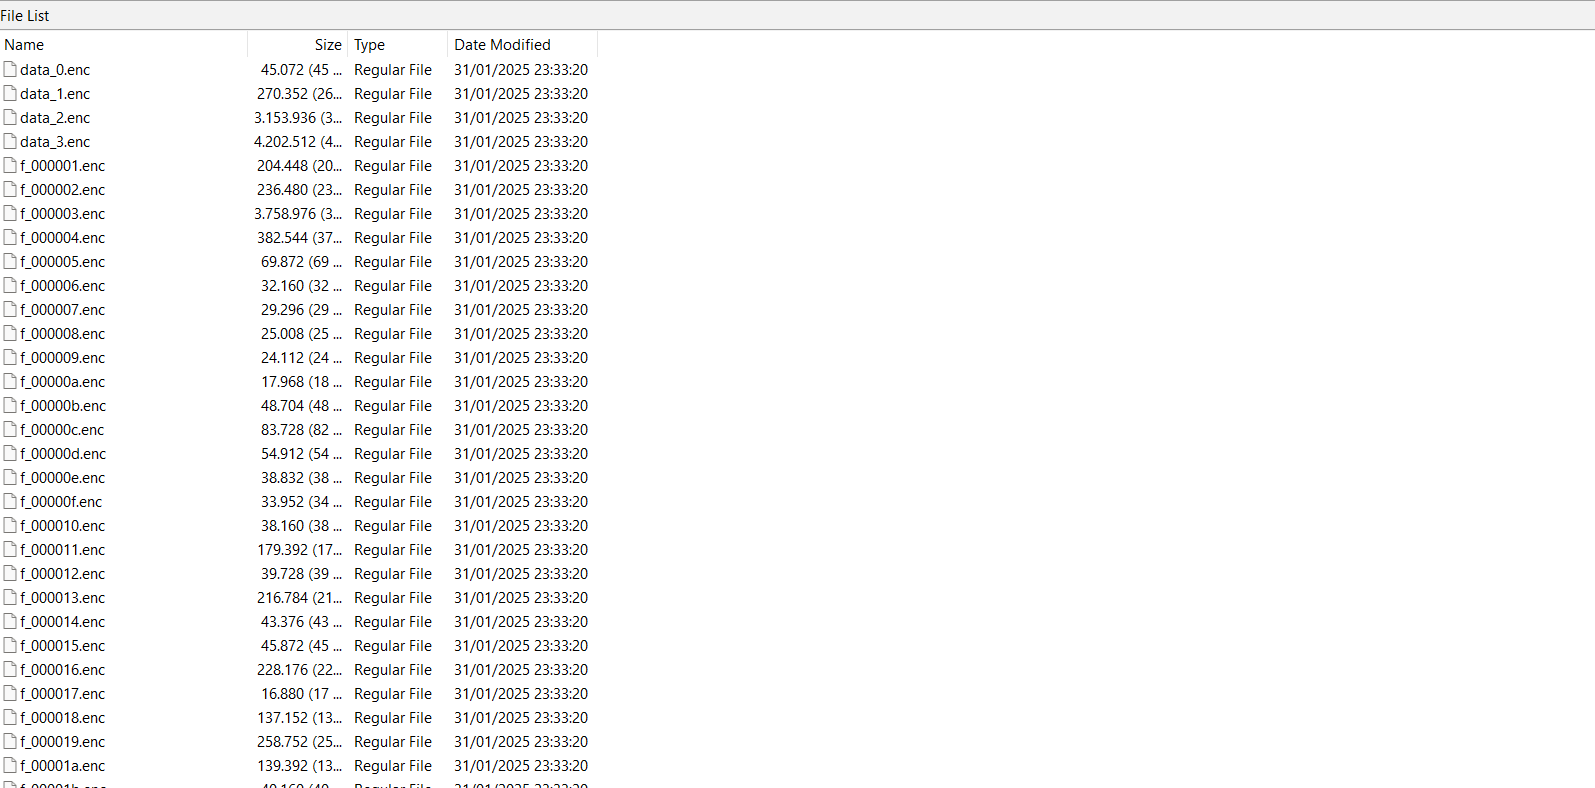 File List
Name Size Type Date Modified
data_0.enc 45.072 (45 ... Regular File 31/01/2025 23:33:20
data_1.enc 270.352 (26... Regular File 31/01/2025 23:33:20
data_2.enc 3.153.936 (3... Regular File 31/01/2025 23:33:20
data_3.enc 4.202.512 (4... Regular File 31/01/2025 23:33:20
f_000001.enc 204.448 (20... Regular File 31/01/2025 23:33:20
f_000002.enc 236.480 (23... Regular File 31/01/2025 23:33:20
f_000003.enc 3.758.976 (3... Regular File 31/01/2025 23:33:20
f_000004.enc 382.544 (37... Regular File 31/01/2025 23:33:20
f_000005.enc 69.872 (69 ... Regular File 31/01/2025 23:33:20
f_000006.enc 32.160 (32 ... Regular File 31/01/2025 23:33:20
f_000007.enc 29.296 (29 ... Regular File 31/01/2025 23:33:20
f_000008.enc 25.008 (25 ... Regular File 31/01/2025 23:33:20
f_000009.enc 24.112 (24 ... Regular File 31/01/2025 23:33:20
f_00000a.enc 17.968 (18 ... Regular File 31/01/2025 23:33:20
f_00000b.enc 48.704 (48 ... Regular File 31/01/2025 23:33:20
f_00000c.enc 83.728 (82 ... Regular File 31/01/2025 23:33:20
f_00000d.enc 54.912 (54 ... Regular File 31/01/2025 23:33:20
f_00000e.enc 38.832 (38 ... Regular File 31/01/2025 23:33:20
f_00000f.enc 33.952 (34 ... Regular File 31/01/2025 23:33:20
f_000010.enc 38.160 (38 ... Regular File 31/01/2025 23:33:20
f_000011.enc 179.392 (17... Regular File 31/01/2025 23:33:20
f_000012.enc 39.728 (39 ... Regular File 31/01/2025 23:33:20
f_000013.enc 216.784 (21... Regular File 31/01/2025 23:33:20
f_000014.enc 43.376 (43 ... Regular File 31/01/2025 23:33:20
f_000015.enc 45.872 (45 ... Regular File 31/01/2025 23:33:20
f_000016.enc 228.176 (22... Regular File 31/01/2025 23:33:20
f_000017.enc 16.880 (17 ... Regular File 31/01/2025 23:33:20
f_000018.enc 137.152 (13... Regular File 31/01/2025 23:33:20
f_000019.enc 258.752 (25... Regular File 31/01/2025 23:33:20
f_00001a.enc 139.392 (13... Regular File 31/01/2025 23:33:20